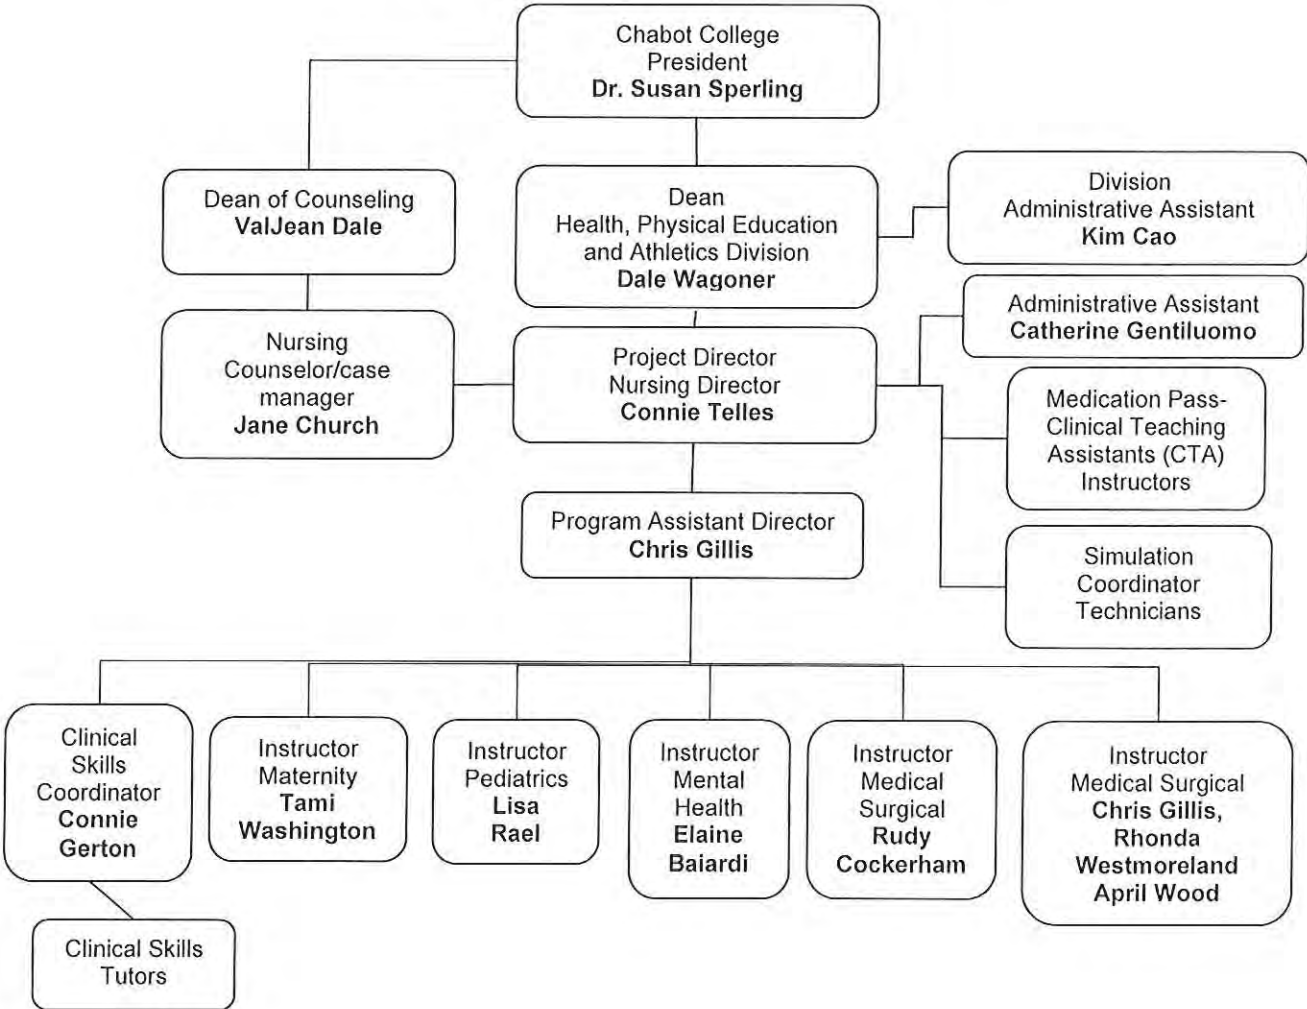 Chabot College
President
Dr. Susan Sperling
Dean of Counseling
ValJean Dale
Dean
Health, Physical Education
and Athletics Division
Dale Wagoner
Division
Administrative Assistant
Kim Cao
Administrative Assistant
Catherine Gentiluomo
Nursing
Counselor/case
manager
Jane Church
Project Director
Nursing Director
Connie Telles
Medication Pass-
Clinical Teaching
Assistants (CTA)
Instructors
Program Assistant Director
Chris Gillis
Simulation
Coordinator
Technicians
Clinical
Skills
Coordinator
Connie
Gerton
Instructor
Maternity
Tami
Washington
Instructor
Pediatrics
Lisa
Rael
Instructor
Mental
Health
Elaine
Baiardi
Instructor
Medical
Surgical
Rudy
Cockerham
Instructor
Medical Surgical
Chris Gillis,
Rhonda
Westmoreland
April Wood
Clinical Skills
Tutors